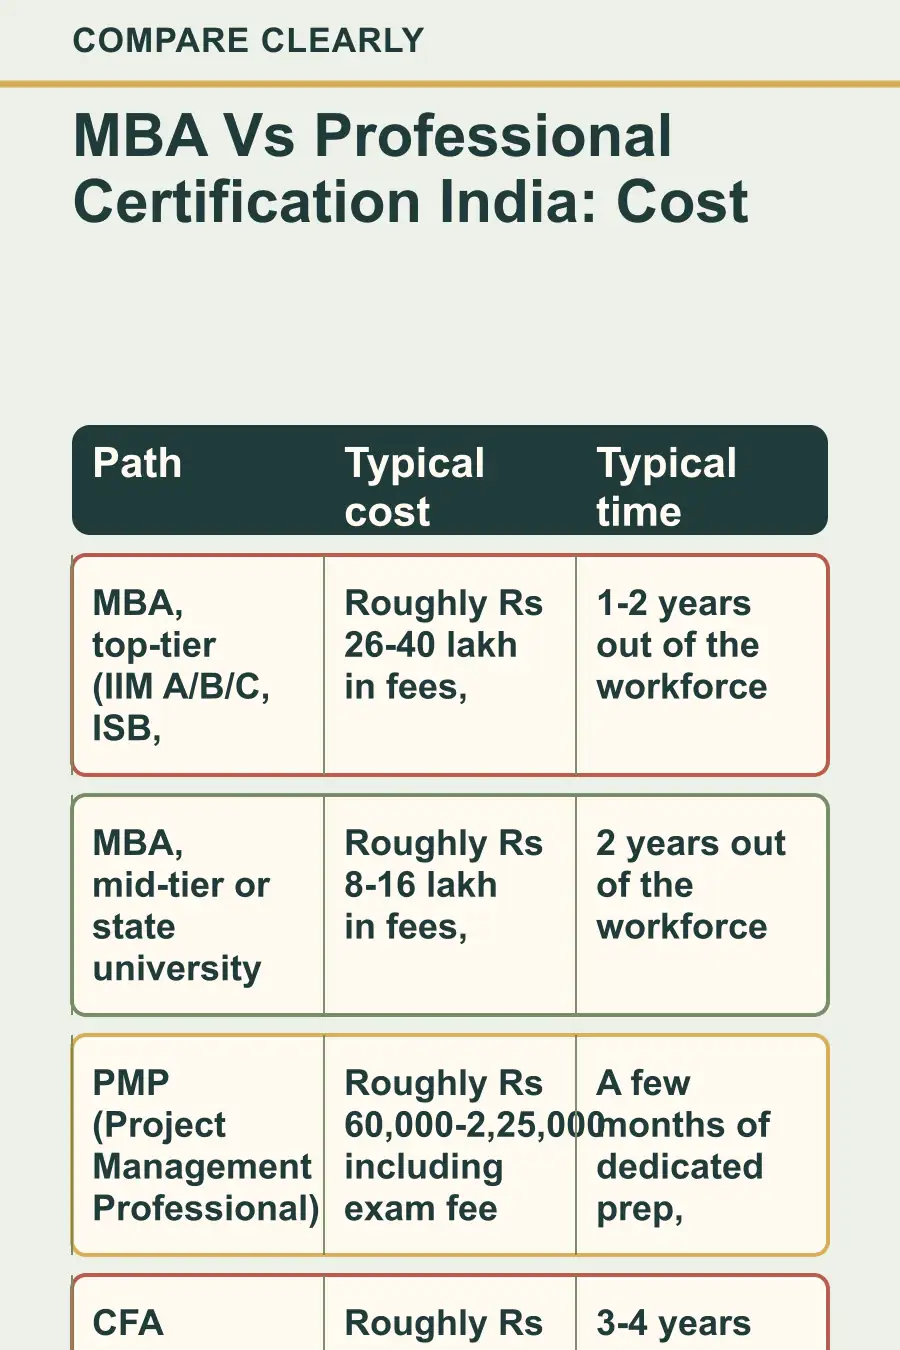 COMPARE CLEARLY
MBA Vs Professional
Certification India: Cost
Path
Typical
cost
Typical
time
MBA,
top-tier
(IIM A/B/C,
ISB,
Roughly Rs
26-40 lakh
in fees,
1-2 years
out of the
workforce
MBA,
mid-tier or
state
university
Roughly Rs
8-16 lakh
in fees,
2 years out
of the
workforce
PMP
(Project
Management
Professional)
Roughly Rs
60,000-2,25,000
including
exam fee
A few
months of
dedicated
prep,
CFA
Roughly Rs
3-4 years